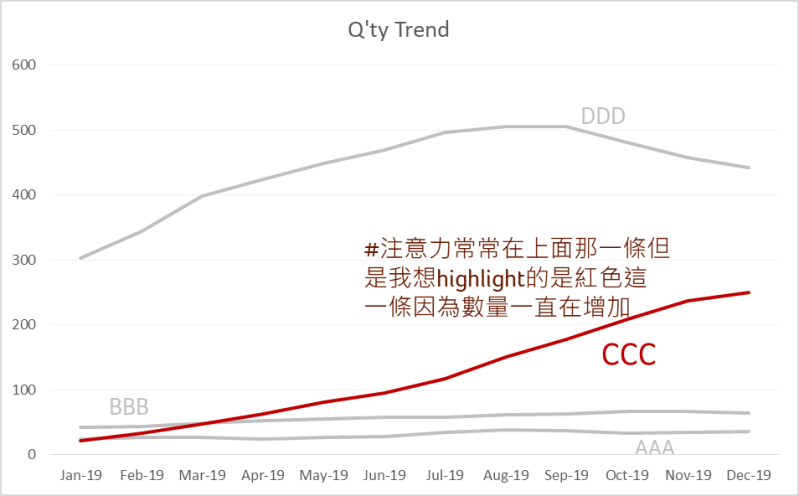 Q'ty Trend
600
500
400
300
200
100
0
DDD
#注意力常常在上面那一條但
是我想highlight的是紅色這
一條因為數量一直在增加
CCC
BBB
AAA
Jan-19 Feb-19 Mar-19 Apr-19 May-19 Jun-19 Jul-19 Aug-19 Sep-19 Oct-19 Nov-19 Dec-19